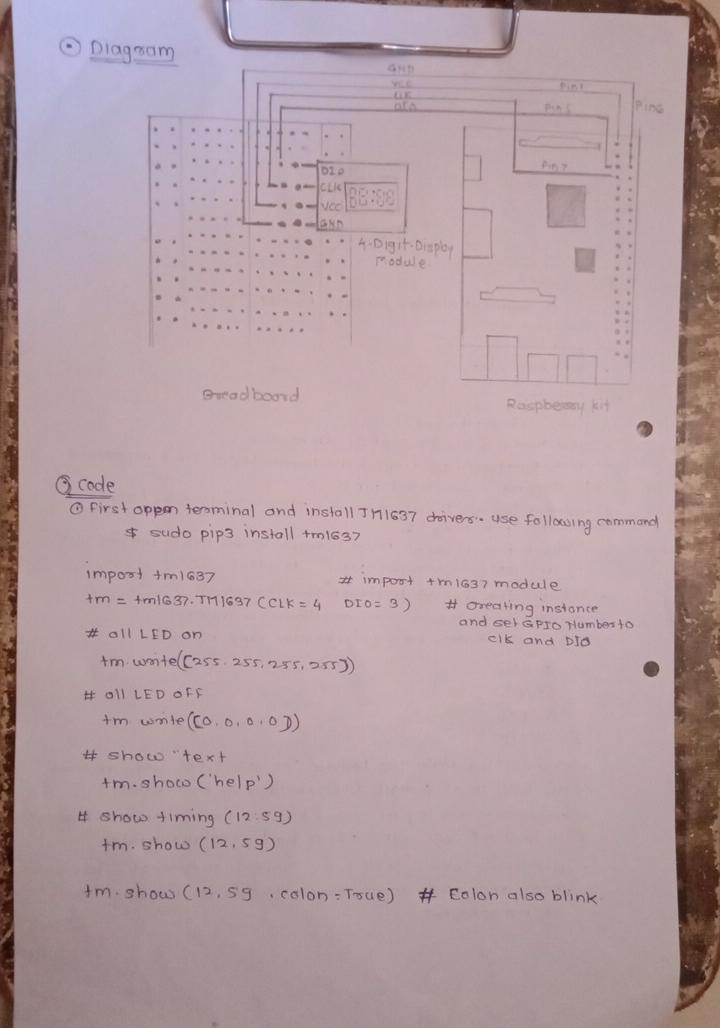 Diagram
GND
VCC
CLK
DIO
Pin1
Pin5
Pin6
Pin7
DIO
CLK
VCC
GND
88:88
4-Digit-Display
Module
Breadboard
Raspberry kit
② Code
① First open terminal and install TM1637 driver. use following command
$ sudo pip3 install tm1637
import tm1637 # import tm1637 module
tm = tm1637.TM1637 (CLK = 4 DIO = 3) # creating instance
and set GPIO Number to
clk and DIO
# all LED on
tm.write([255. 255, 255, 255])
# all LED OFF
tm write([0, 0, 0, 0])
# show "text
tm.show ('help')
# show timing (12:59)
tm. show (12, 59)
tm. show (12, 59 , colon = True) # Colon also blink